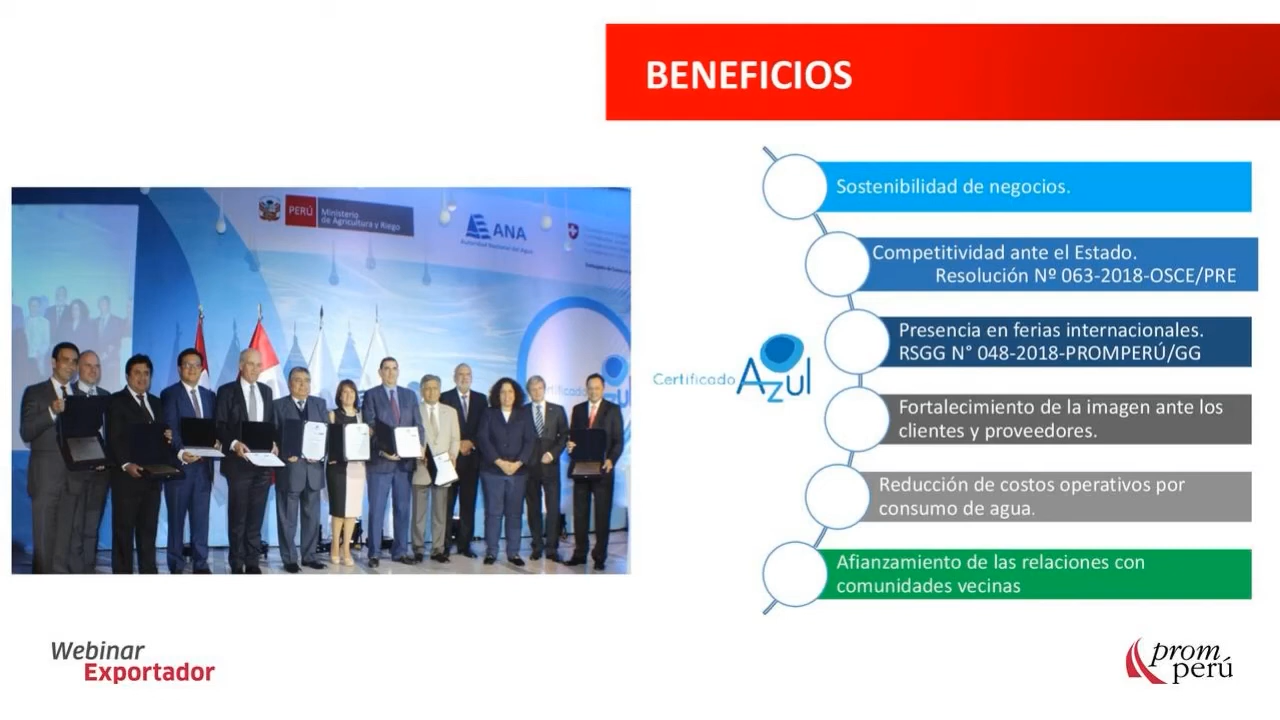 BENEFICIOS
PERÚ
Ministerio
de Agricultura y Riego
ANA
Autoridad Nacional del Agua
Certificado
Azul
Sostenibilidad de negocios.
Competitividad ante el Estado.
Resolución Nº 063-2018-OSCE/PRE
Presencia en ferias internacionales.
RSGG N° 048-2018-PROMPERÚ/GG
Fortalecimiento de la imagen ante los
clientes y proveedores.
Reducción de costos operativos por
consumo de agua.
Afianzamiento de las relaciones con
comunidades vecinas
Webinar
Exportador
prom
perú